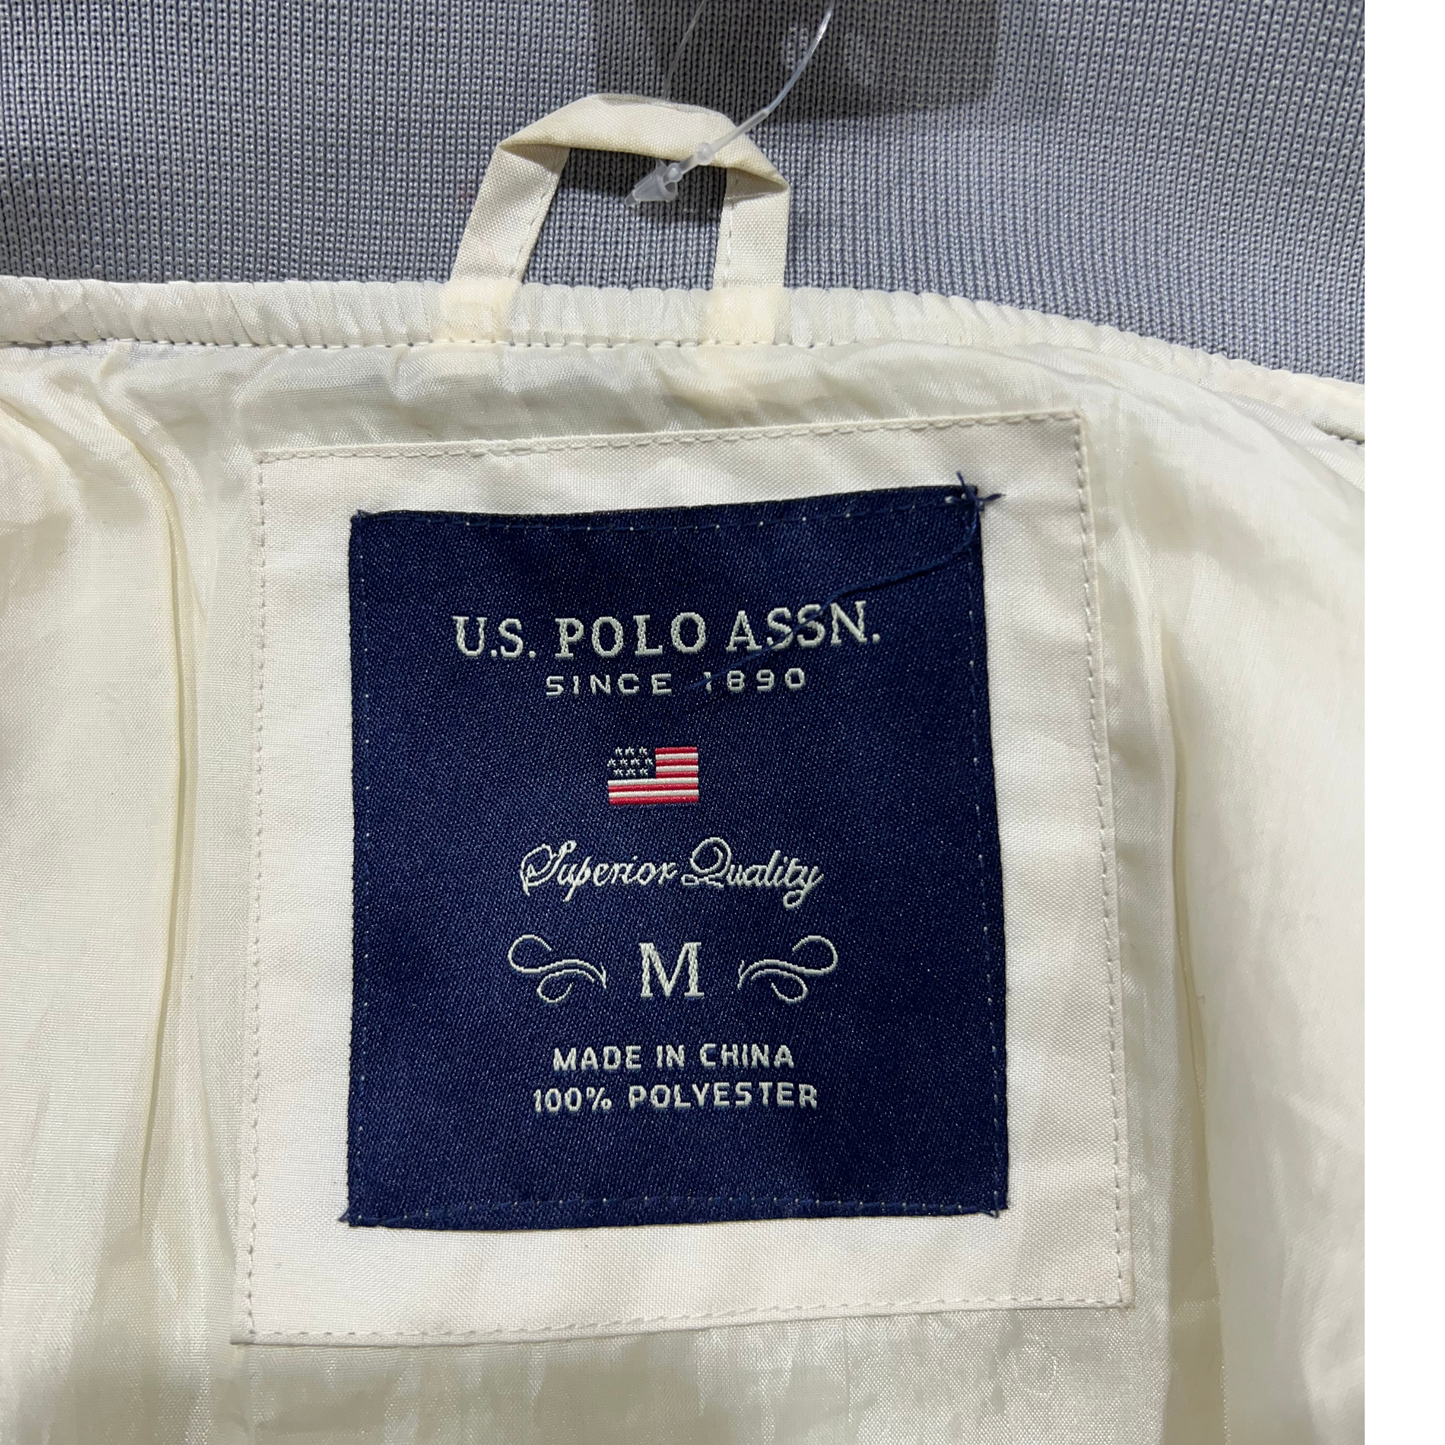 U.S. POLO ASSN.
SINCE 1890
Superior Quality
M
MADE IN CHINA
100% POLYESTER